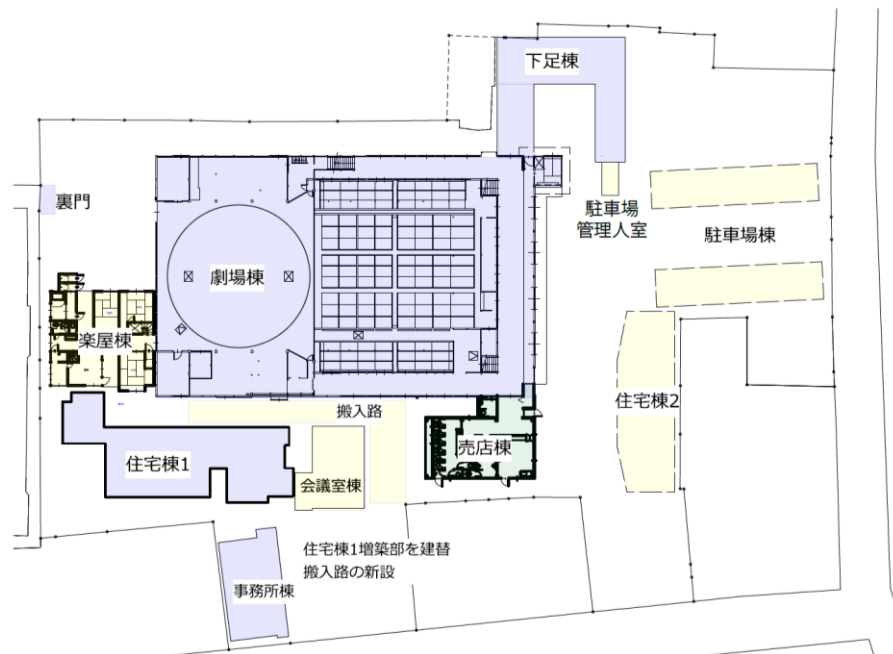 下足棟
裏門
駐車場
管理人室
駐車場棟
劇場棟
楽屋棟
搬入路
住宅棟2
売店棟
住宅棟1
会議室棟
住宅棟1増築部を建替
搬入路の新設
事務所棟